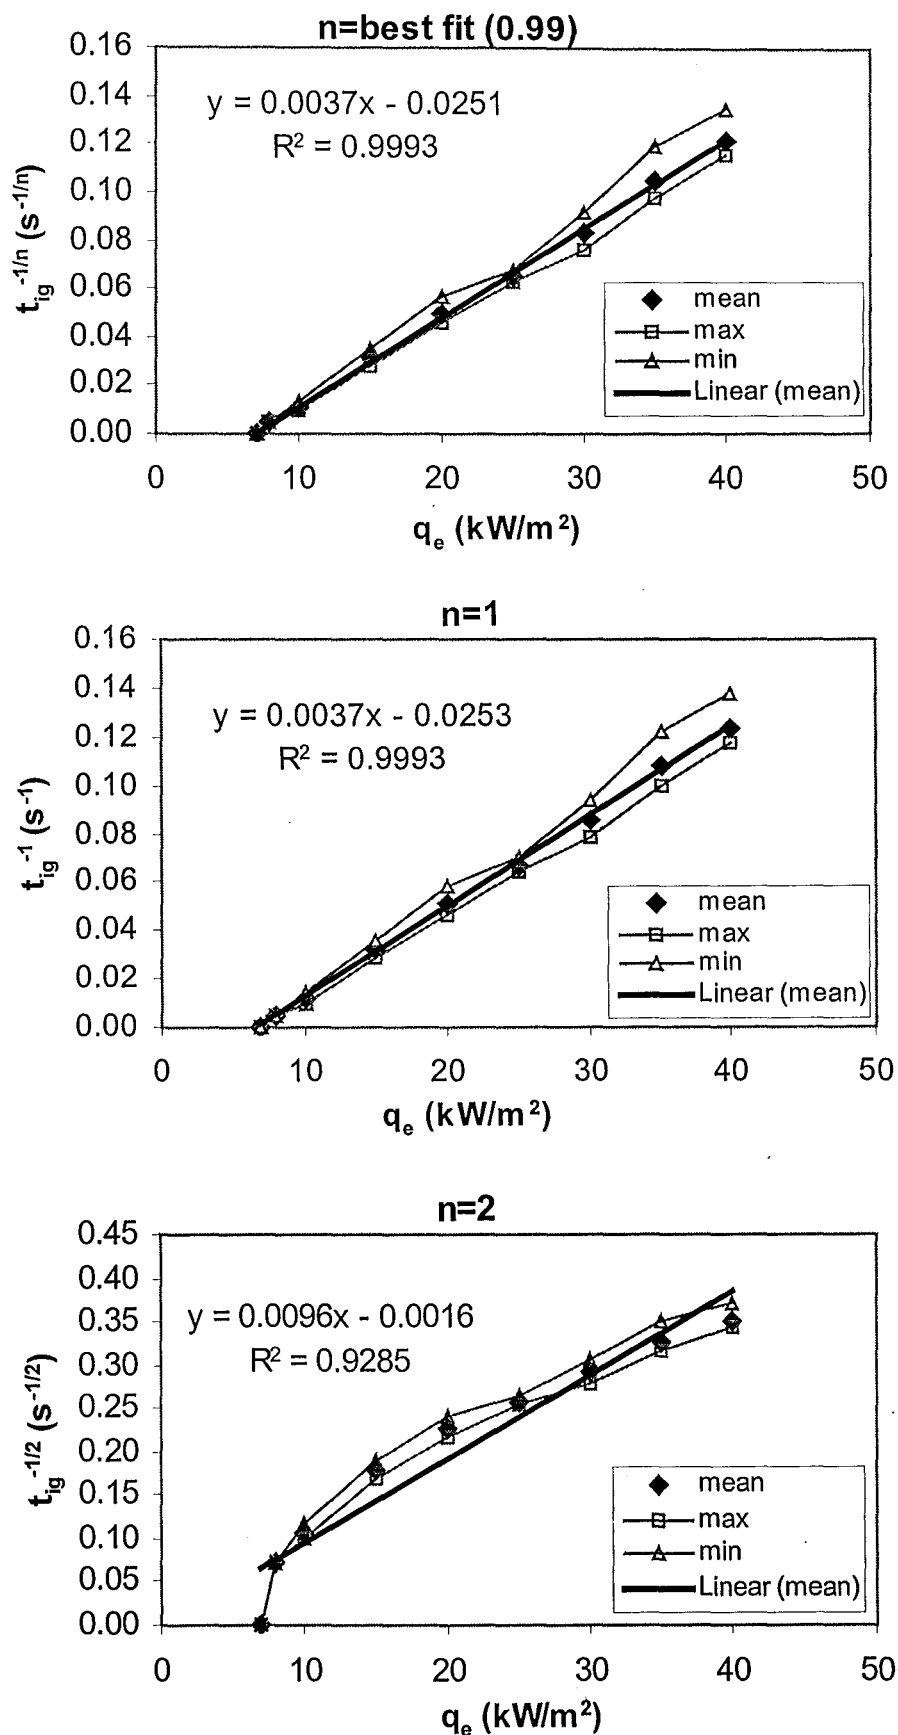 n=best fit (0.99)
0.16
0.14
0.12
0.10
0.08
0.06
0.04
0.02
0.00
t_ig^-1/n (s^-1/n)
y = 0.0037x - 0.0251
R² = 0.9993
mean
max
min
Linear (mean)
0 10 20 30 40 50
q_e (kW/m²)
n=1
0.16
0.14
0.12
0.10
0.08
0.06
0.04
0.02
0.00
t_ig^-1 (s^-1)
y = 0.0037x - 0.0253
R² = 0.9993
mean
max
min
Linear (mean)
0 10 20 30 40 50
q_e (kW/m²)
n=2
0.45
0.40
0.35
0.30
0.25
0.20
0.15
0.10
0.05
0.00
t_ig^-1/2 (s^-1/2)
y = 0.0096x - 0.0016
R² = 0.9285
mean
max
min
Linear (mean)
0 10 20 30 40 50
q_e (kW/m²)